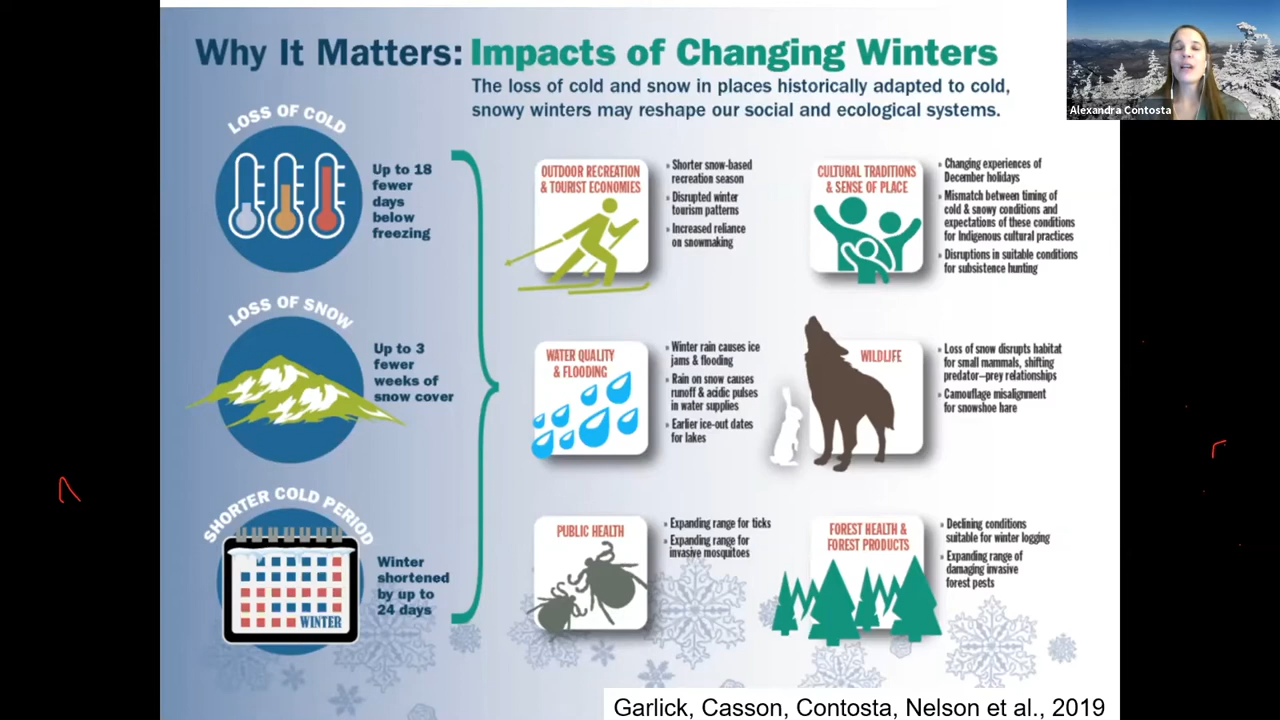 Why It Matters: Impacts of Changing Winters
The loss of cold and snow in places historically adapted to cold,
snowy winters may reshape our social and ecological systems.
Alexandra Contosta
LOSS OF COLD
Up to 18
fewer
days
below
freezing
LOSS OF SNOW
Up to 3
fewer
weeks of
snow cover
SHORTER COLD PERIOD
WINTER
Winter
shortened
by up to
24 days
OUTDOOR RECREATION
& TOURIST ECONOMIES
Shorter snow-based
recreation season
Disrupted winter
tourism patterns
Increased reliance
on snowmaking
CULTURAL TRADITIONS
& SENSE OF PLACE
Changing experiences of
December holidays
Mismatch between timing of
cold & snowy conditions and
expectations of these conditions
for Indigenous cultural practices
Disruptions in suitable conditions
for subsistence hunting
WATER QUALITY
& FLOODING
Winter rain causes ice
jams & flooding
Rain on snow causes
runoff & acidic pulses
in water supplies
Earlier ice-out dates
for lakes
WILDLIFE
Loss of snow disrupts habitat
for small mammals, shifting
predator–prey relationships
Camouflage misalignment
for snowshoe hare
PUBLIC HEALTH
Expanding range for ticks
Expanding range for
invasive mosquitoes
FOREST HEALTH &
FOREST PRODUCTS
Declining conditions
suitable for winter logging
Expanding range of
damaging invasive
forest pests
Garlick, Casson, Contosta, Nelson et al., 2019